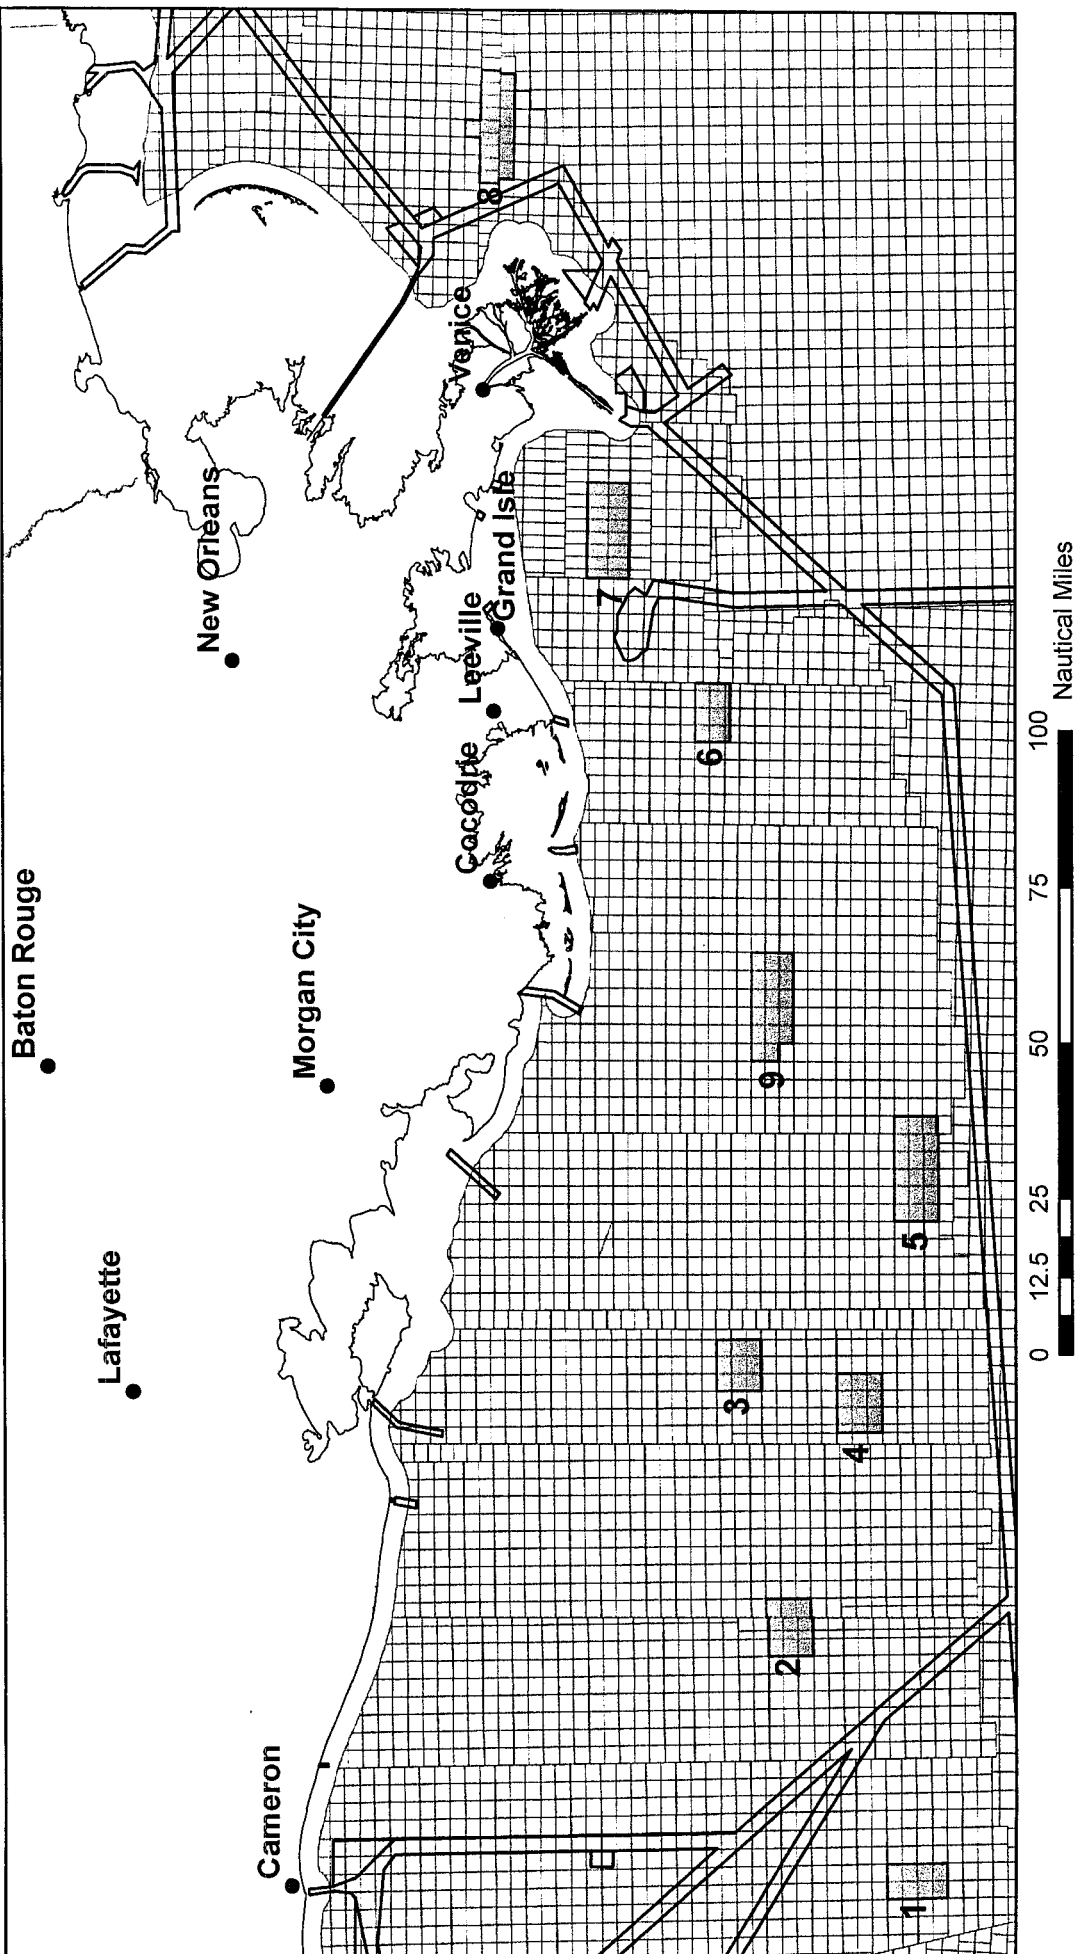 Baton Rouge
Lafayette
New Orleans
Morgan City
Cameron
Venice
Grand Isle
Leeville
Cocodrie
8
7
6
9
3
5
4
2
1
0 12.5 25 50 75 100
Nautical Miles